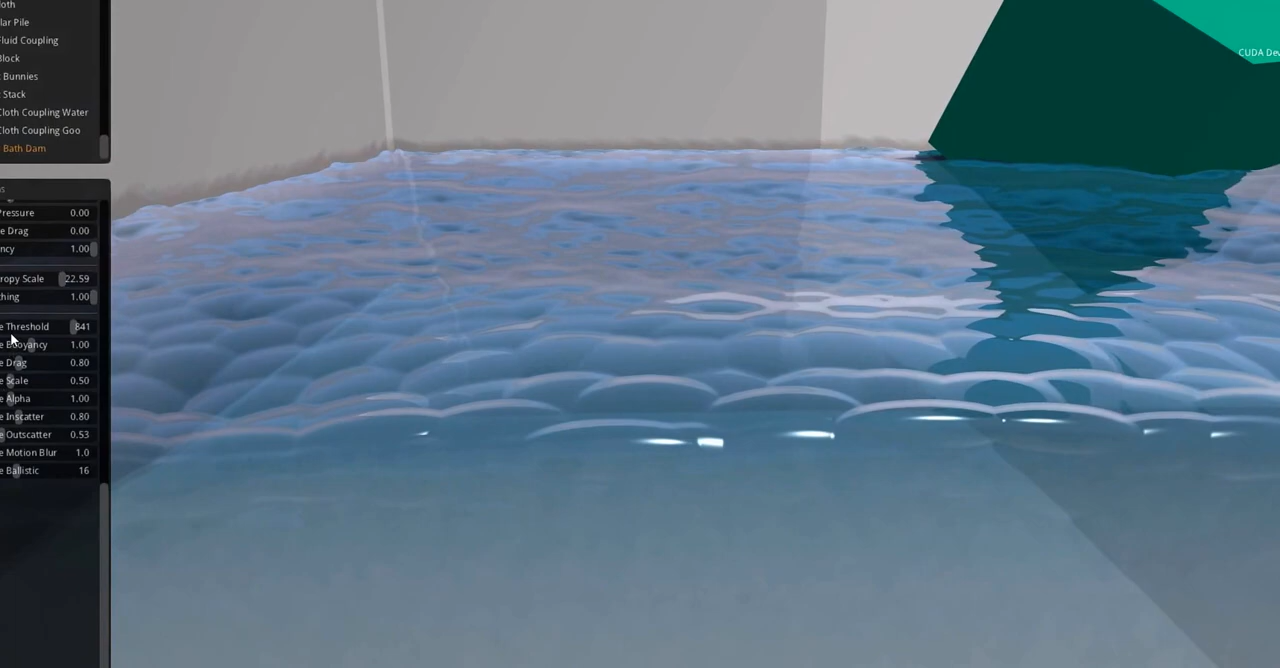 loth
lar Pile
Fluid Coupling
Block
Bunnies
Stack
Cloth Coupling Water
Cloth Coupling Goo
Bath Dam
CUDA Dev
Pressure 0.00
e Drag 0.00
ncy 1.00
ropy Scale 22.59
thing 1.00
e Threshold 841
e Buoyancy 1.00
e Drag 0.80
e Scale 0.50
e Alpha 1.00
e Inscatter 0.80
e Outscatter 0.53
e Motion Blur 1.0
e Ballistic 16